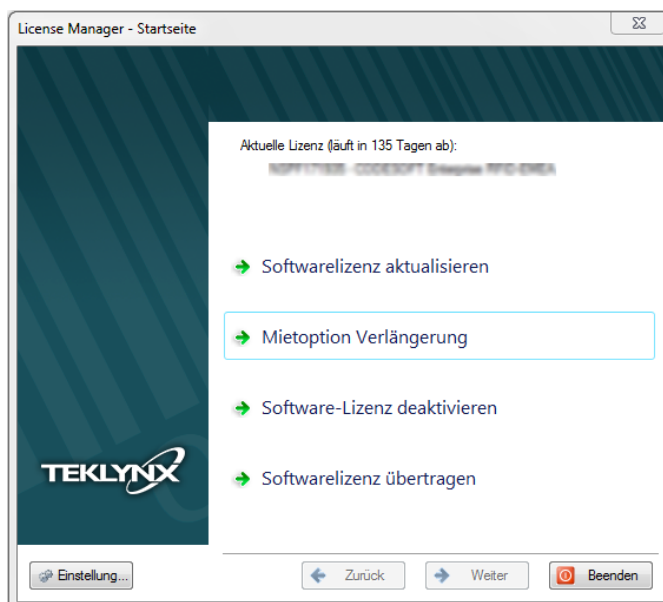 License Manager - Startseite
Aktuelle Lizenz (läuft in 135 Tagen ab):
Softwarelizenz aktualisieren
Mietoption Verlängerung
Software-Lizenz deaktivieren
Softwarelizenz übertragen
TEKLYNX
Einstellung...
Zurück
Weiter
Beenden